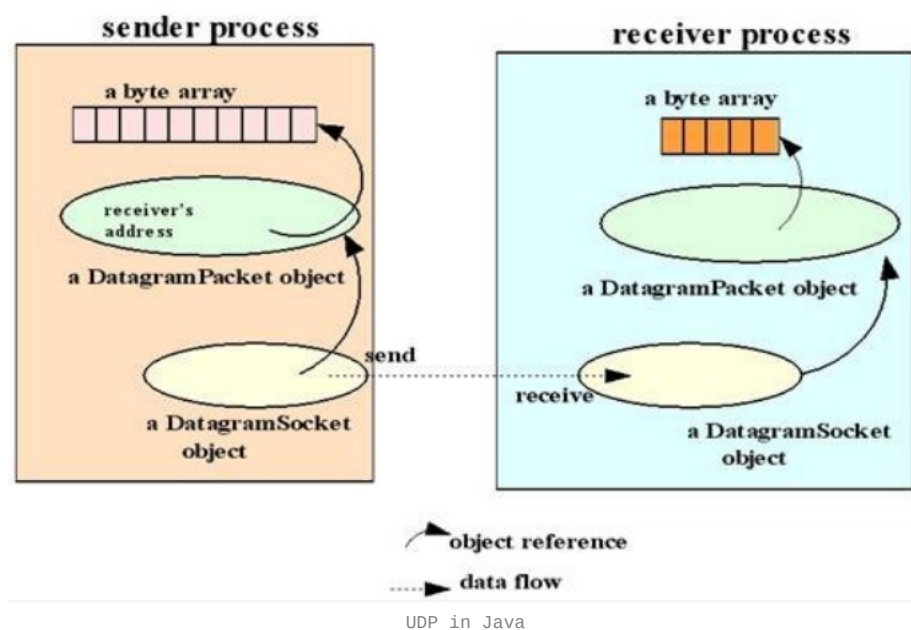 sender process
a byte array
receiver's
address
a DatagramPacket object
send
a DatagramSocket
object
receiver process
a byte array
a DatagramPacket object
receive
a DatagramSocket
object
object reference
data flow
UDP in Java